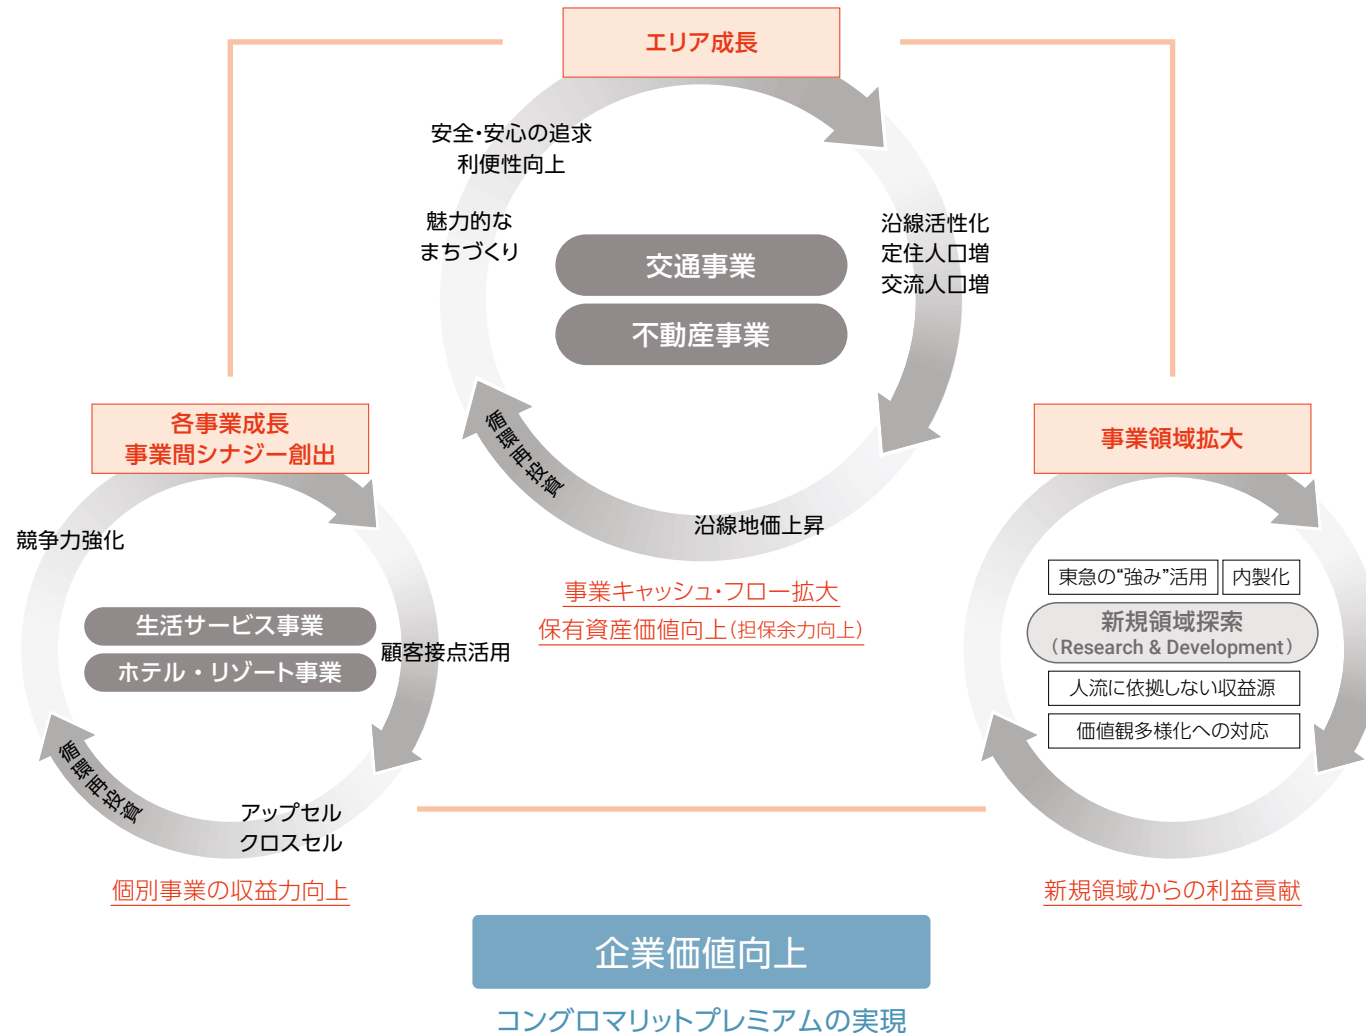 エリア成長
安全・安心の追求
利便性向上
魅力的な
まちづくり
交通事業
不動産事業
沿線活性化
定住人口増
交流人口増
循環再投資
沿線地価上昇
事業キャッシュ・フロー拡大
保有資産価値向上(担保余力向上)
各事業成長
事業間シナジー創出
競争力強化
生活サービス事業
ホテル・リゾート事業
顧客接点活用
循環再投資
アップセル
クロスセル
個別事業の収益力向上
事業領域拡大
東急の“強み”活用 内製化
新規領域探索
(Research & Development)
人流に依拠しない収益源
価値観多様化への対応
新規領域からの利益貢献
企業価値向上
コングロマリットプレミアムの実現